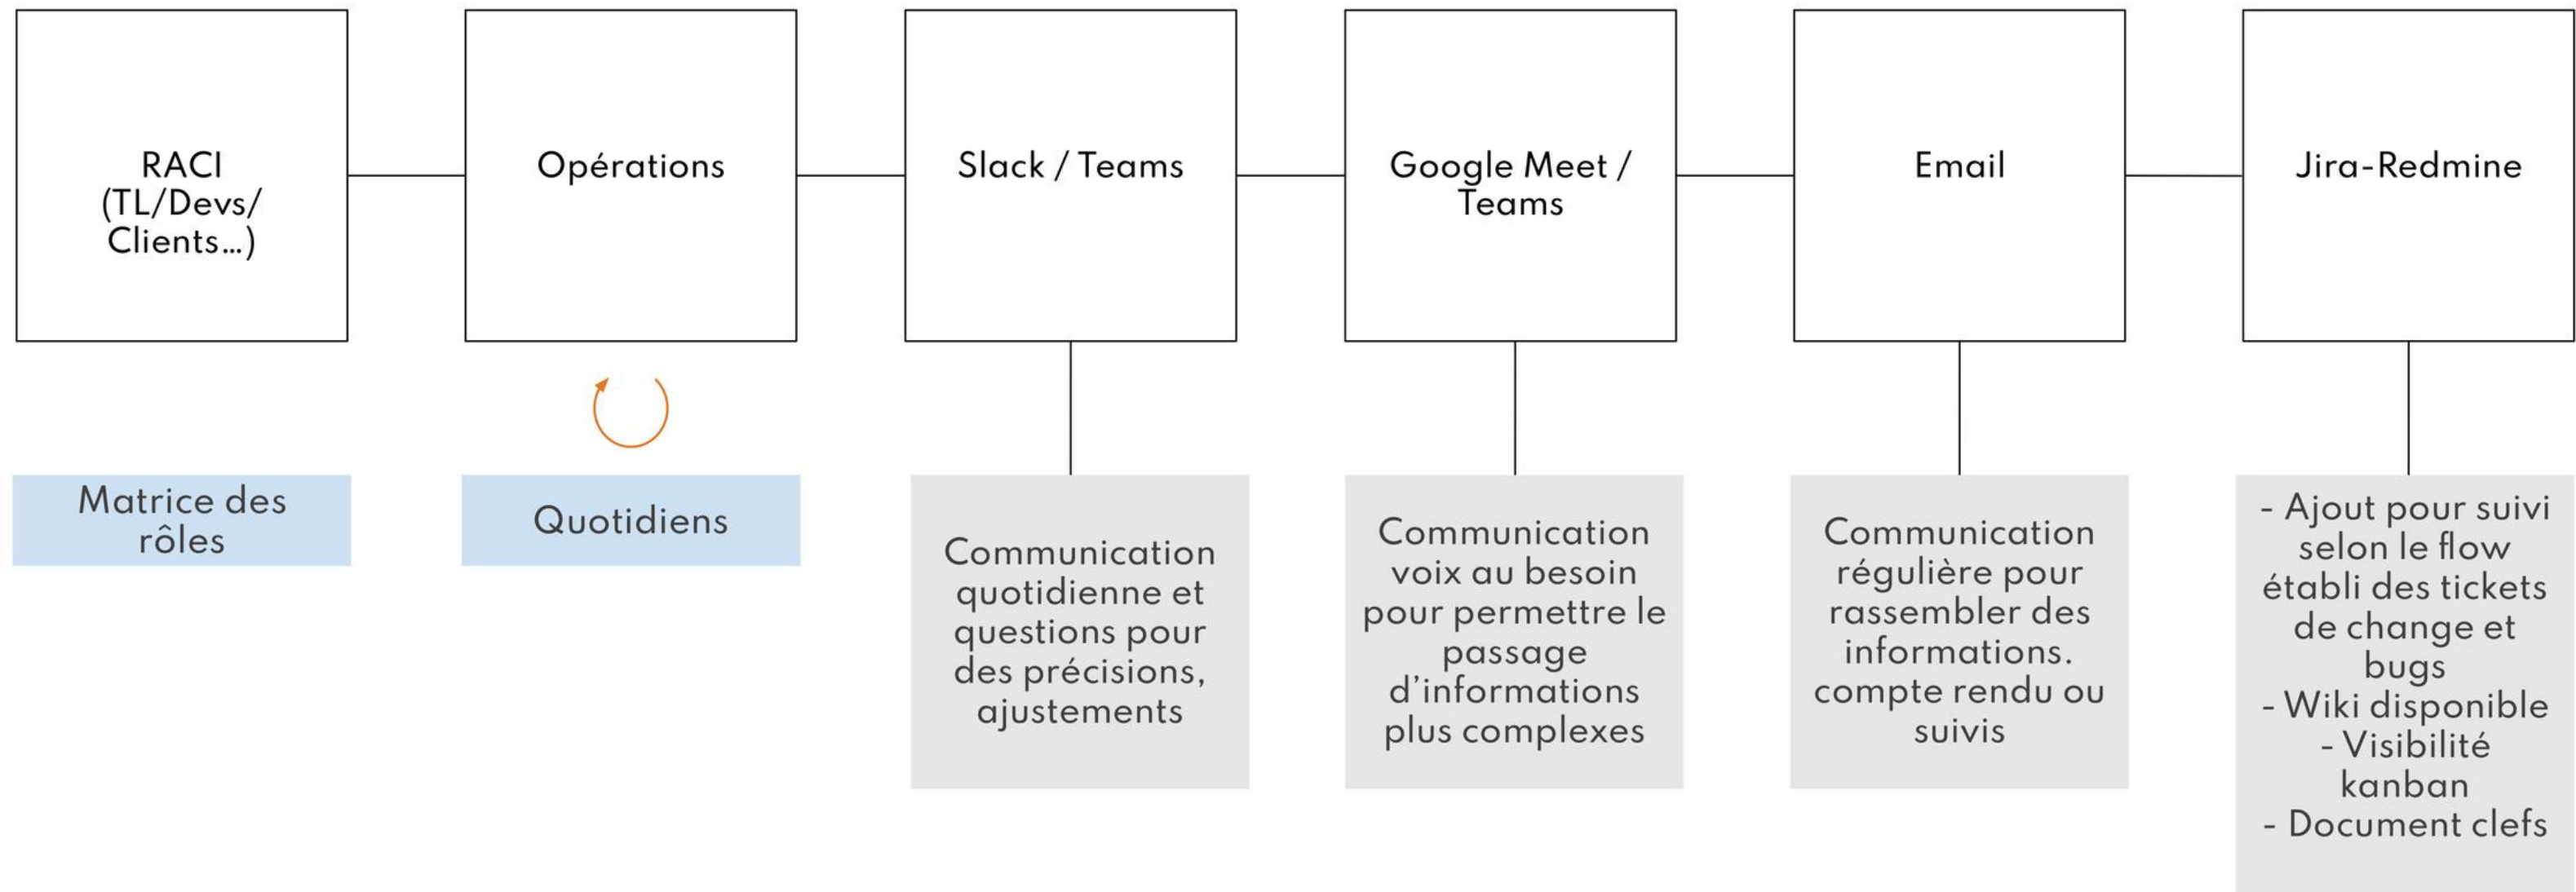 RACI
(TL/Devs/
Clients...)
Opérations
Slack / Teams
Google Meet /
Teams
Email
Jira-Redmine
Matrice des
rôles
Quotidiens
Communication
quotidienne et
questions pour
des précisions,
ajustements
Communication
voix au besoin
pour permettre le
passage
d’informations
plus complexes
Communication
régulière pour
rassembler des
informations.
compte rendu ou
suivis
- Ajout pour suivi
selon le flow
établi des tickets
de change et
bugs
- Wiki disponible
- Visibilité
kanban
- Document clefs